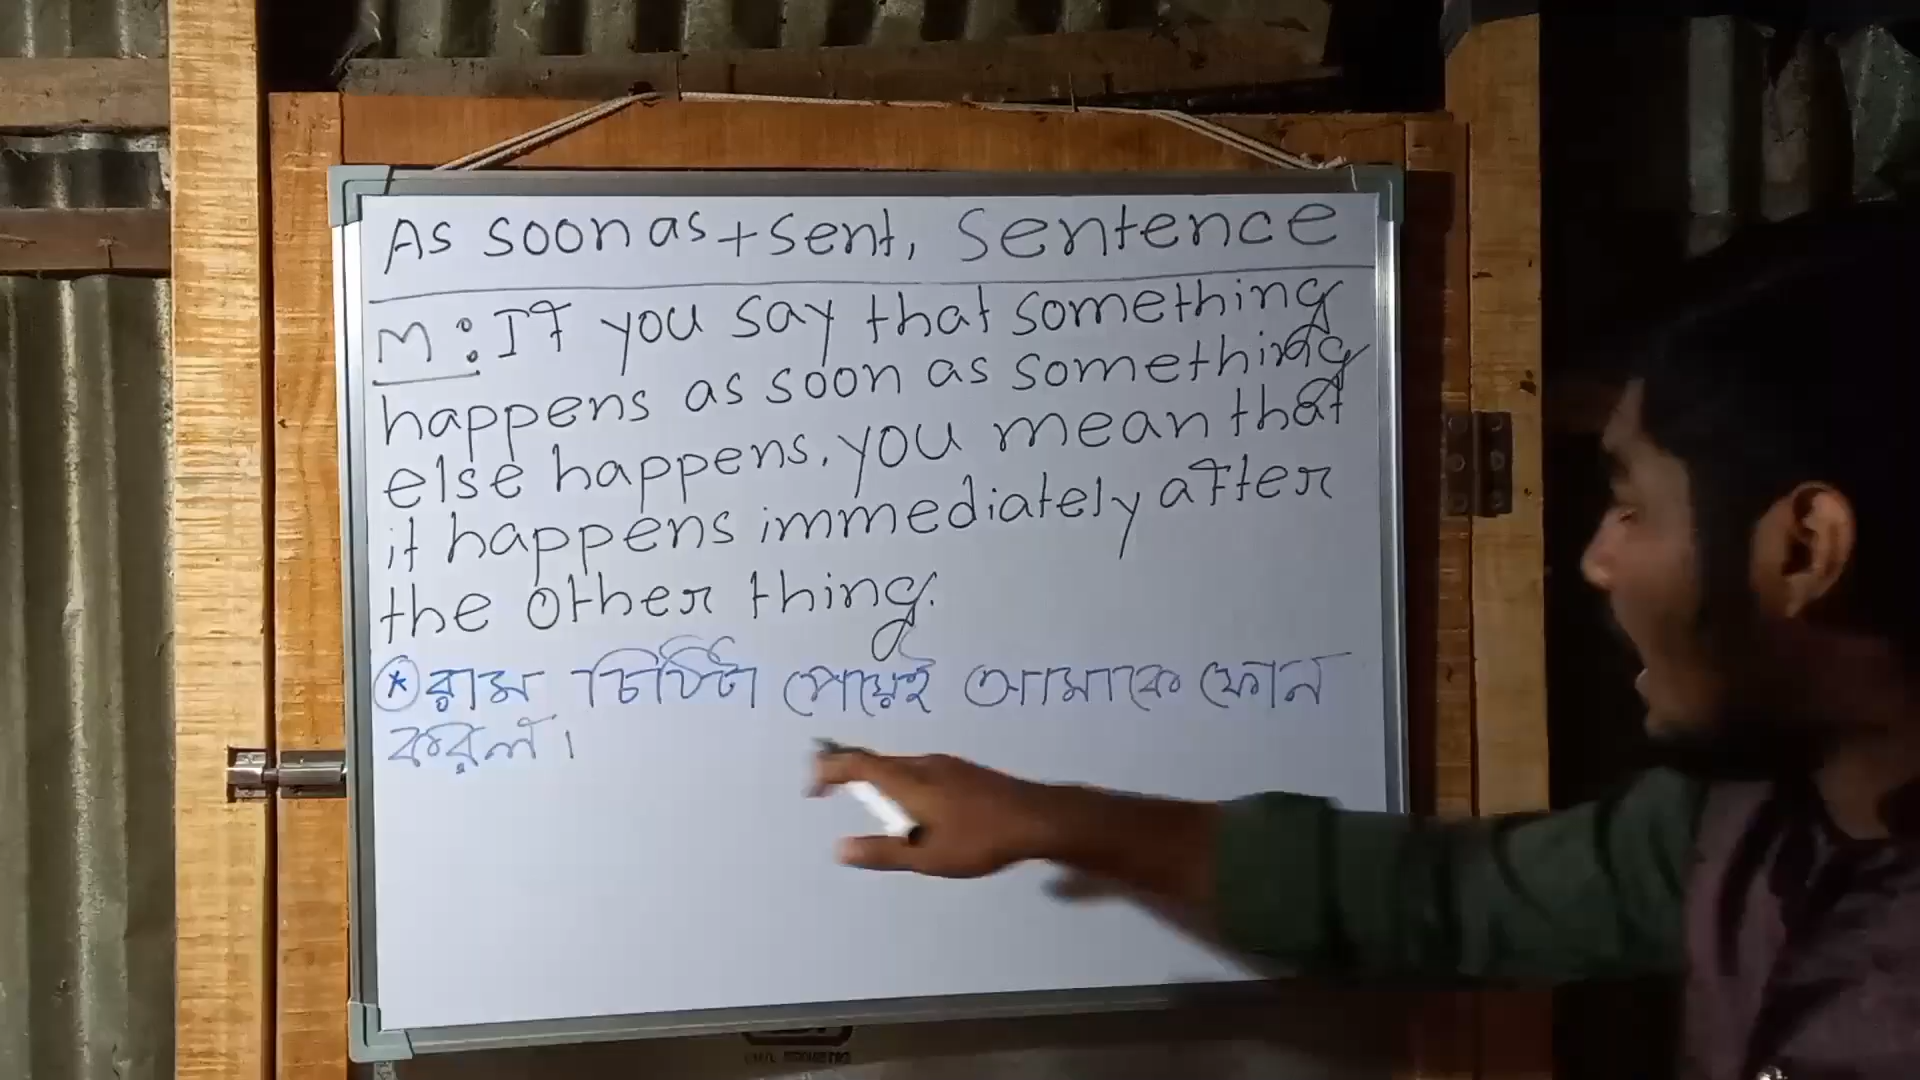 As soon as + sent, sentence
M: If you say that something
happens as soon as something
else happens, you mean that
it happens immediately after
the other thing.
* রাম চিঠিটা পেয়েই আমাকে ফোন
করিল।